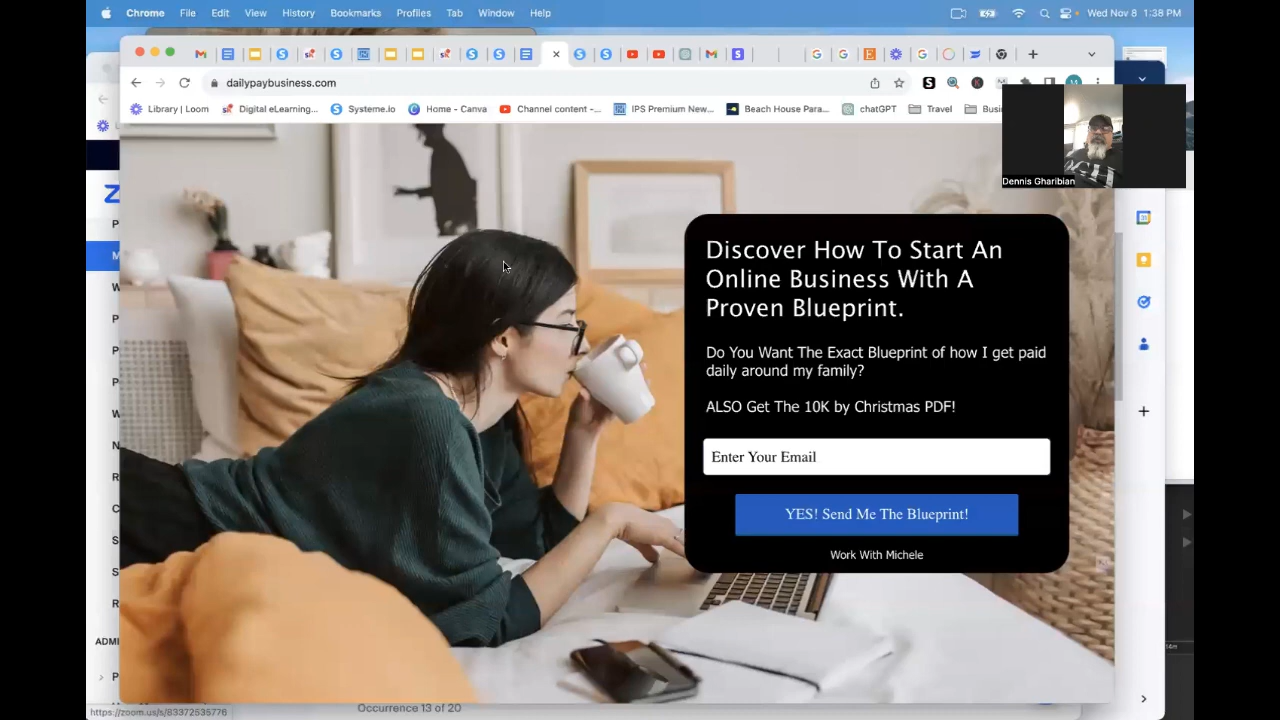 Chrome File Edit View History Bookmarks Profiles Tab Window Help Wed Nov 8 1:38 PM
dailypaybusiness.com
Library | Loom Digital eLearning... Systeme.io Home - Canva Channel content -... IPS Premium New... Beach House Para... chatGPT Travel Busi
Dennis Gharibian
Discover How To Start An
Online Business With A
Proven Blueprint.
Do You Want The Exact Blueprint of how I get paid
daily around my family?
ALSO Get The 10K by Christmas PDF!
Enter Your Email
YES! Send Me The Blueprint!
Work With Michele
ADMI
https://zoom.us/s/83372535776
Occurrence 13 of 20